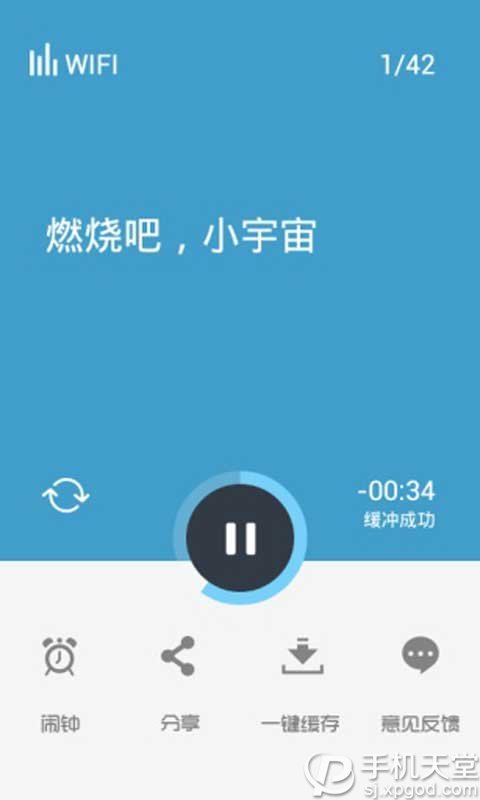 WIFI
1/42
燃烧吧，小宇宙
-00:34
缓冲成功
闹钟
分享
一键缓存
意见反馈
手机天堂
sj.xpgod.com